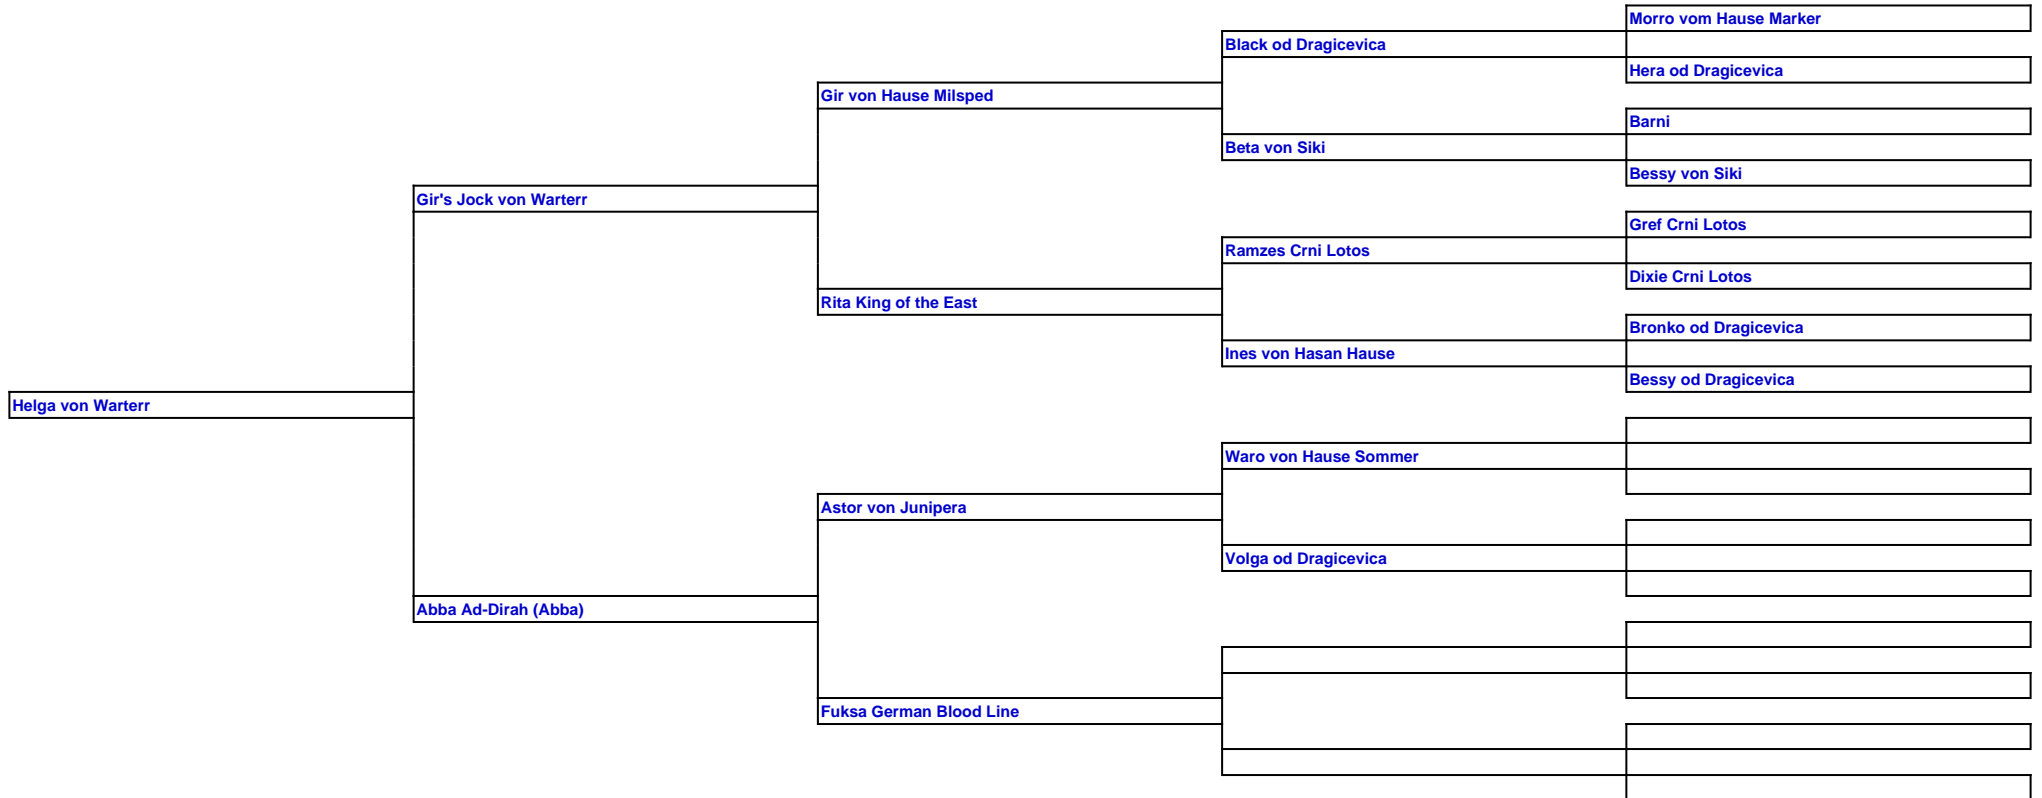 Morro vom Hause Marker
Black od Dragicevica
Hera od Dragicevica
Gir von Hause Milsped
Barni
Beta von Siki
Bessy von Siki
Gir's Jock von Warterr
Gref Crni Lotos
Ramzes Crni Lotos
Dixie Crni Lotos
Rita King of the East
Bronko od Dragicevica
Ines von Hasan Hause
Bessy od Dragicevica
Helga von Warterr
Waro von Hause Sommer
Astor von Junipera
Volga od Dragicevica
Abba Ad-Dirah (Abba)
Fuksa German Blood Line